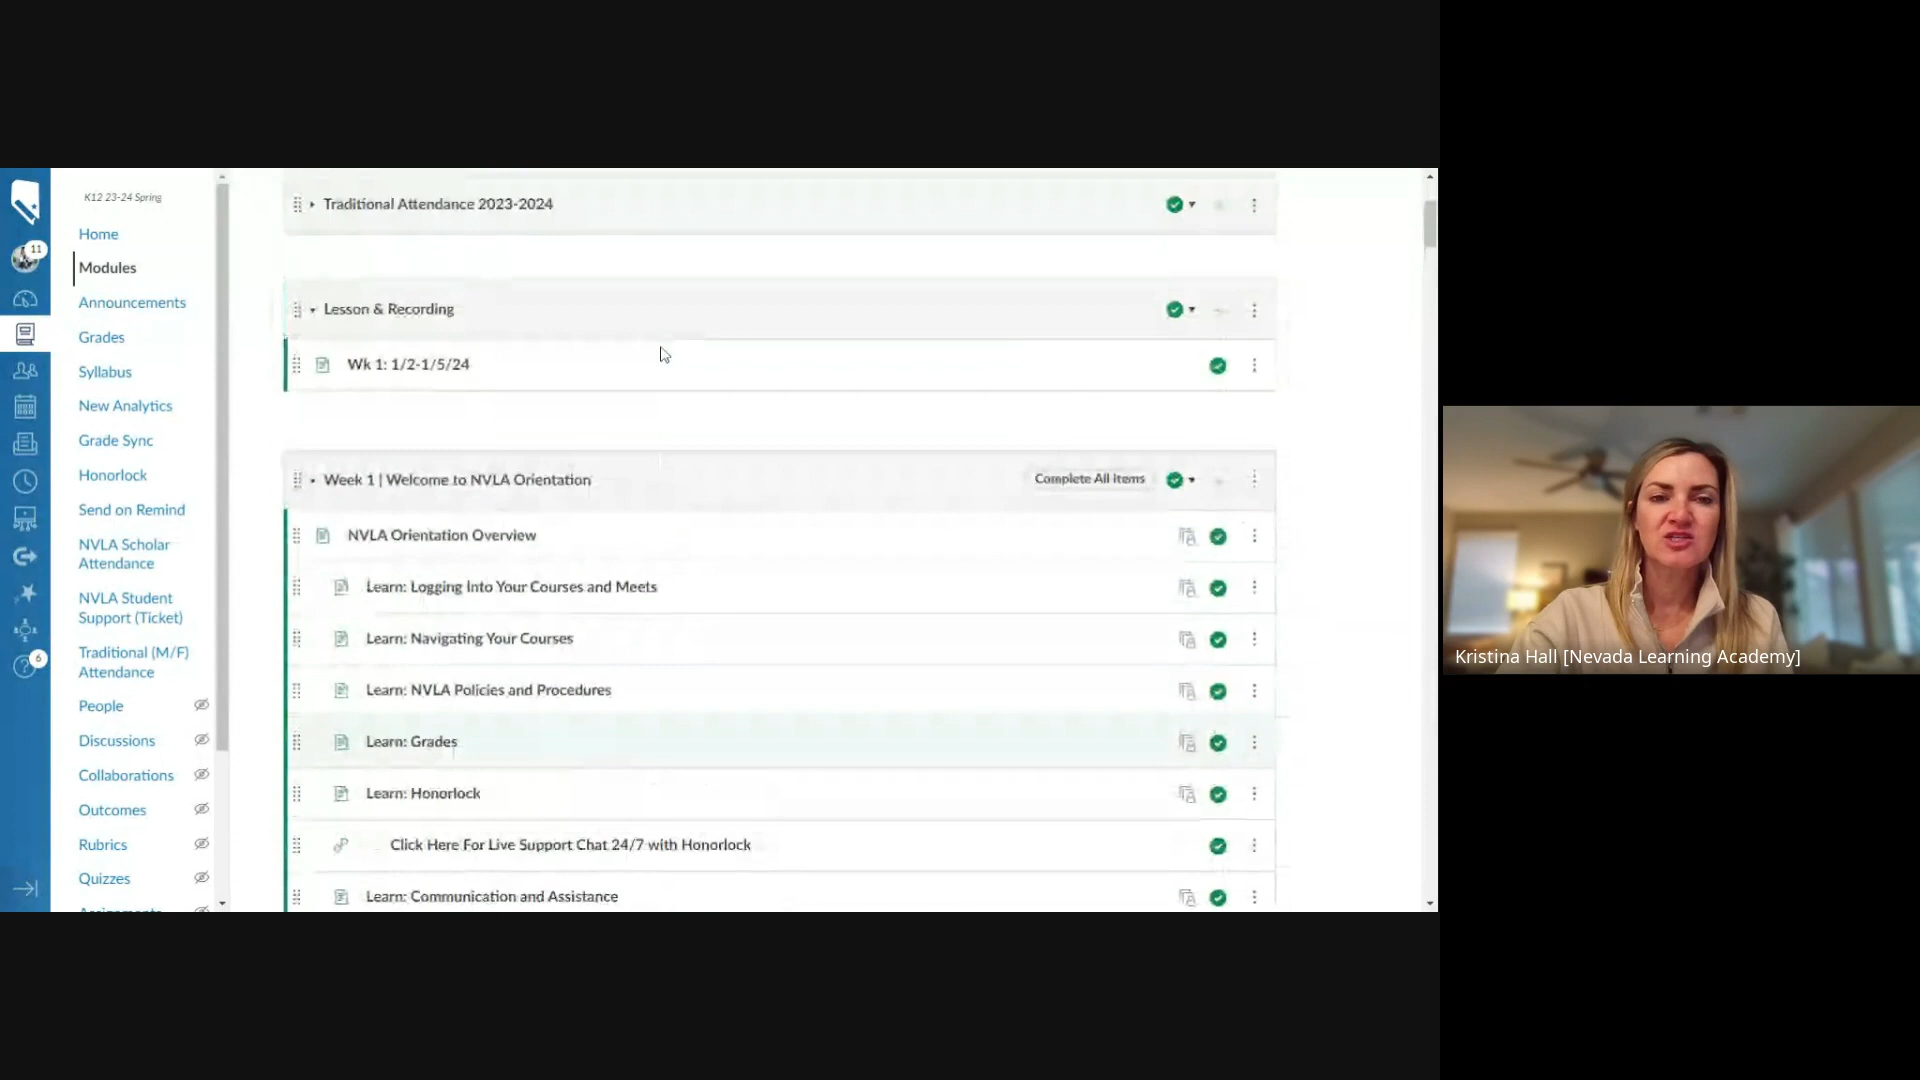 K12 23-24 Spring
11
Home
Modules
Announcements
Grades
Syllabus
New Analytics
Grade Sync
Honorlock
Send on Remind
NVLA Scholar
Attendance
NVLA Student
Support (Ticket)
Traditional (M/F)
Attendance
6
People
Discussions
Collaborations
Outcomes
Rubrics
Quizzes
Traditional Attendance 2023-2024
Lesson & Recording
Wk 1: 1/2-1/5/24
Week 1 | Welcome to NVLA Orientation
Complete All Items
NVLA Orientation Overview
Learn: Logging Into Your Courses and Meets
Learn: Navigating Your Courses
Learn: NVLA Policies and Procedures
Learn: Grades
Learn: Honorlock
Click Here For Live Support Chat 24/7 with Honorlock
Learn: Communication and Assistance
Kristina Hall [Nevada Learning Academy]